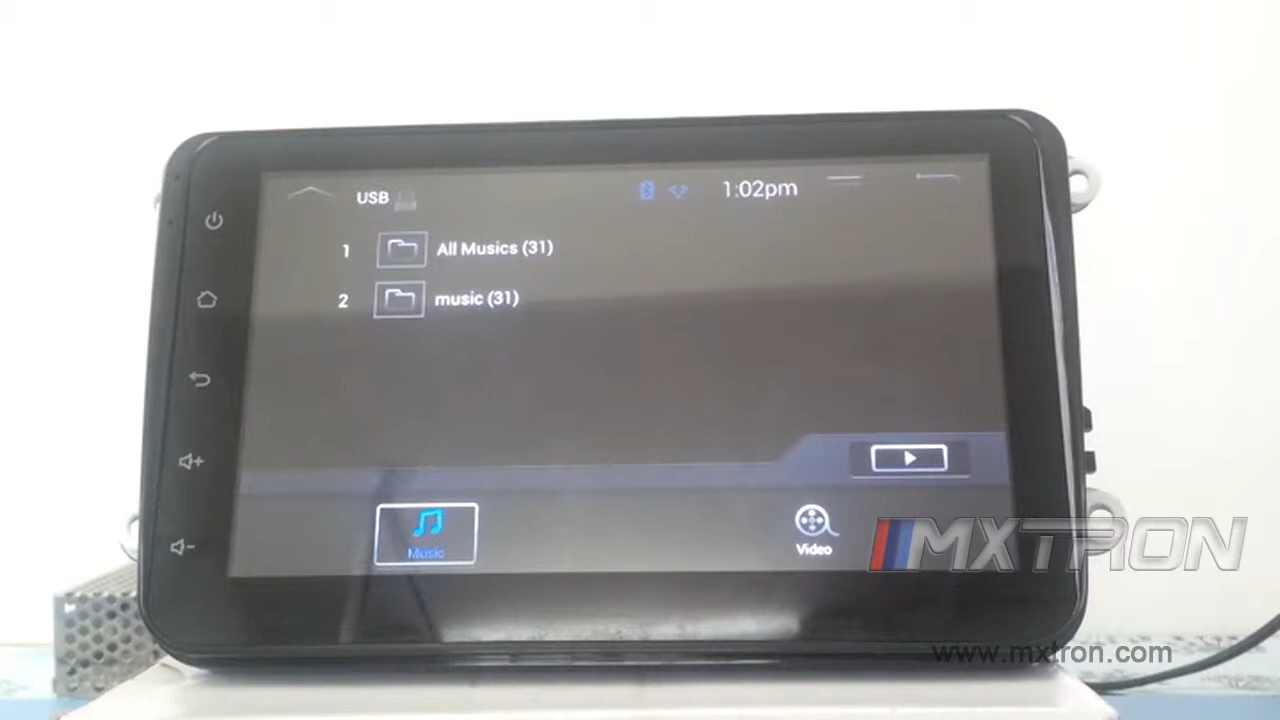 USB
1:02pm
1 All Musics (31)
2 music (31)
Music
Video
MXTRON
www.mxtron.com